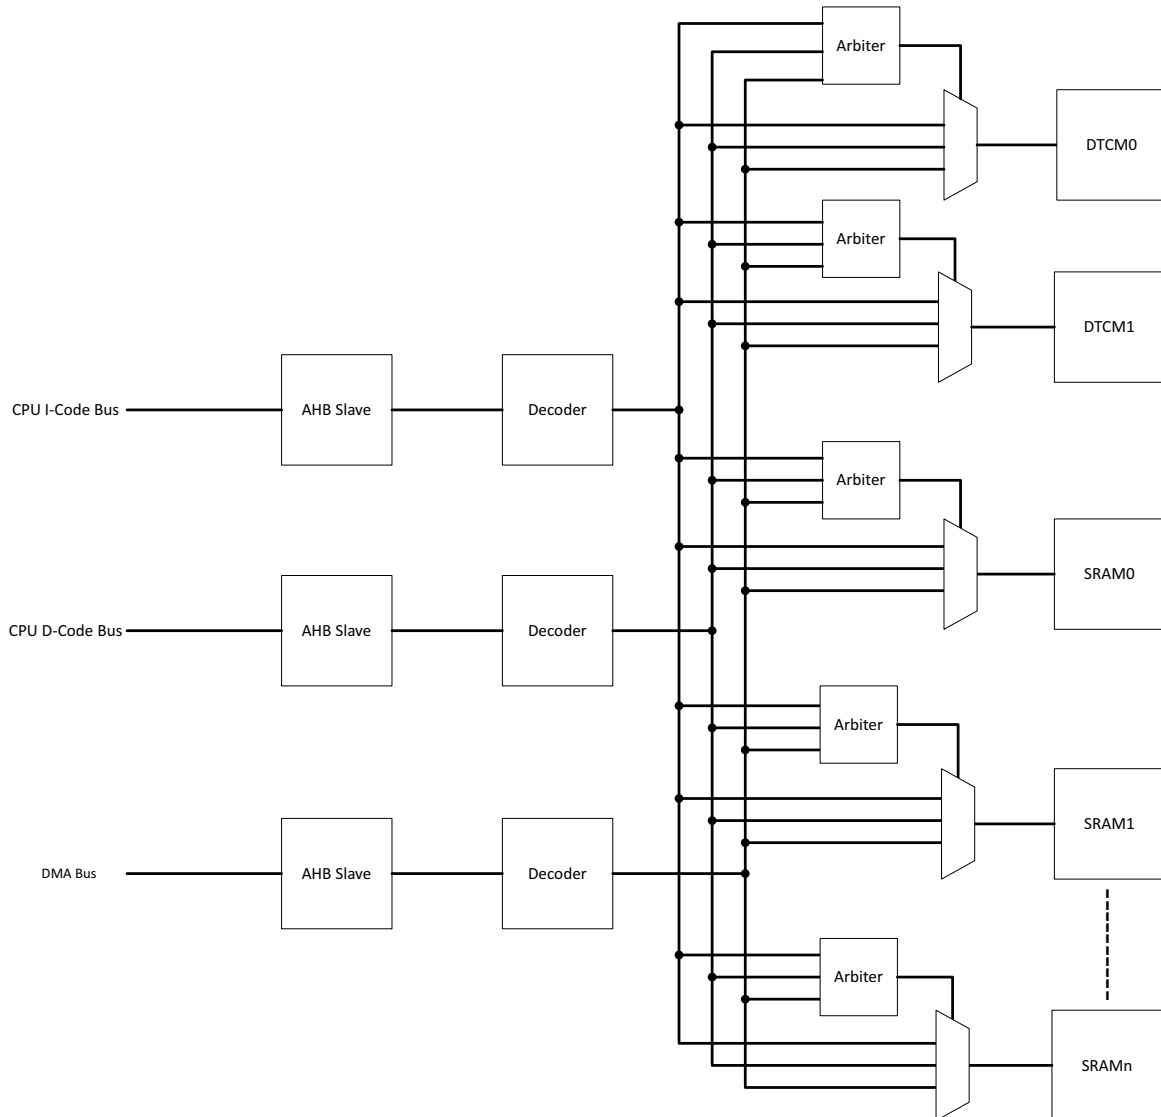 Arbiter
DTCM0
Arbiter
DTCM1
CPU I-Code Bus
AHB Slave
Decoder
Arbiter
SRAM0
CPU D-Code Bus
AHB Slave
Decoder
Arbiter
SRAM1
DMA Bus
AHB Slave
Decoder
Arbiter
SRAMn